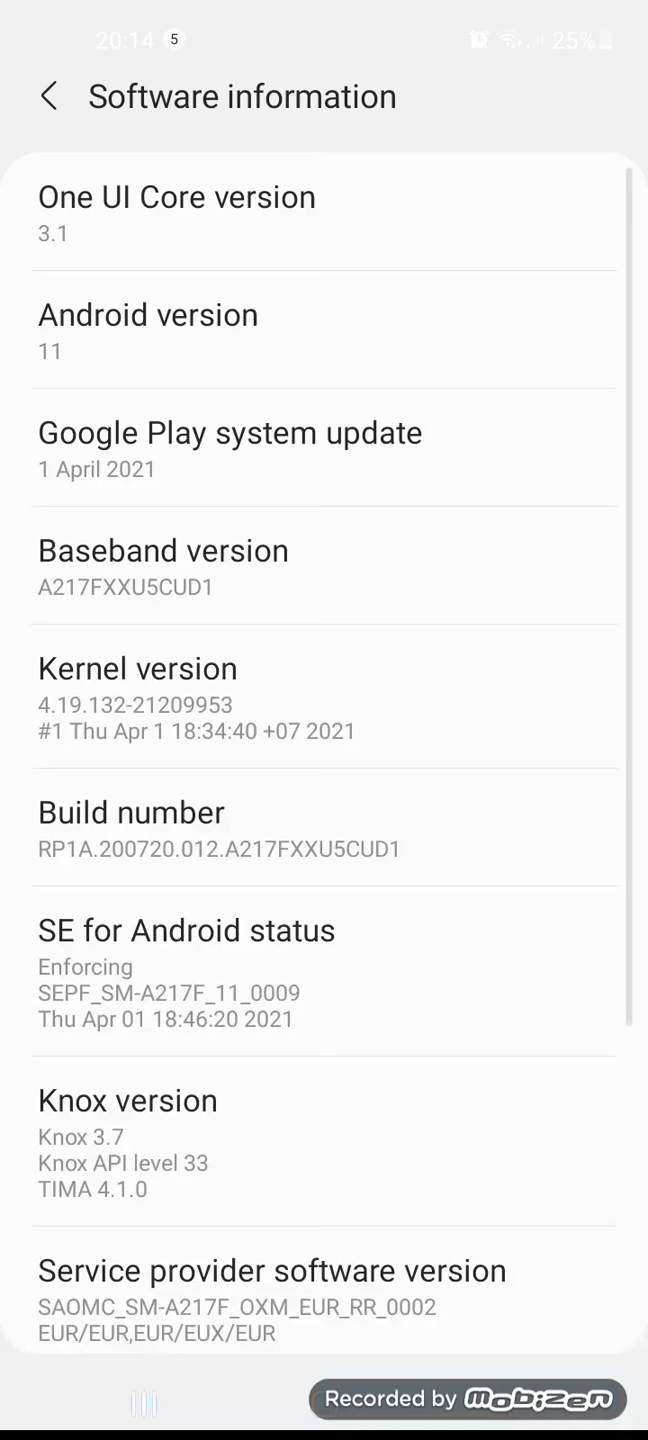 20:14 5 25%
Software information
One UI Core version
3.1
Android version
11
Google Play system update
1 April 2021
Baseband version
A217FXXU5CUD1
Kernel version
4.19.132-21209953
#1 Thu Apr 1 18:34:40 +07 2021
Build number
RP1A.200720.012.A217FXXU5CUD1
SE for Android status
Enforcing
SEPF_SM-A217F_11_0009
Thu Apr 01 18:46:20 2021
Knox version
Knox 3.7
Knox API level 33
TIMA 4.1.0
Service provider software version
SAOMC_SM-A217F_OXM_EUR_RR_0002
EUR/EUR,EUR/EUX/EUR
Recorded by mobizen